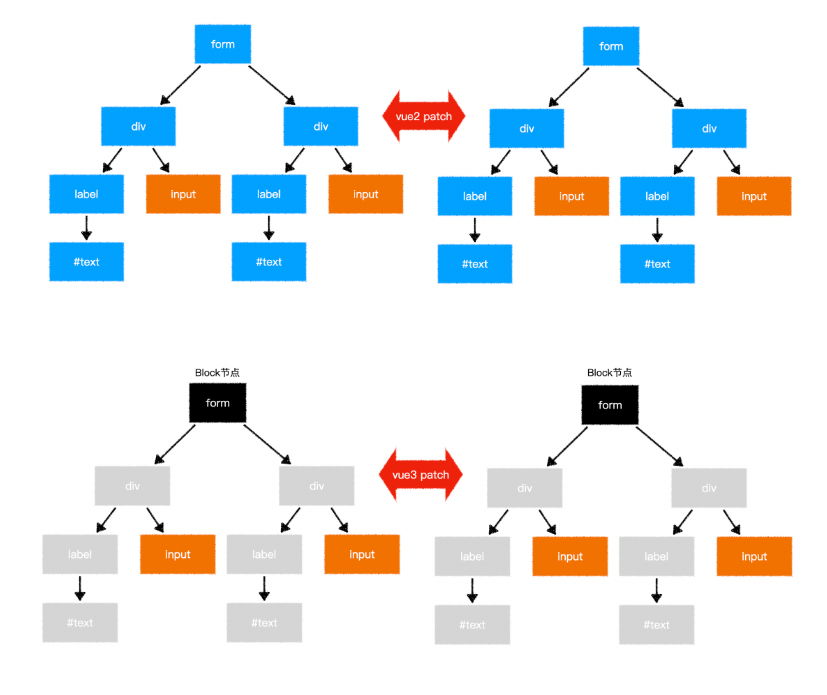 form
form
div
div
vue2 patch
div
div
label
input
label
input
label
input
label
input
#text
#text
#text
#text
Block节点
Block节点
form
form
div
div
vue3 patch
div
div
label
input
label
input
label
input
label
input
#text
#text
#text
#text